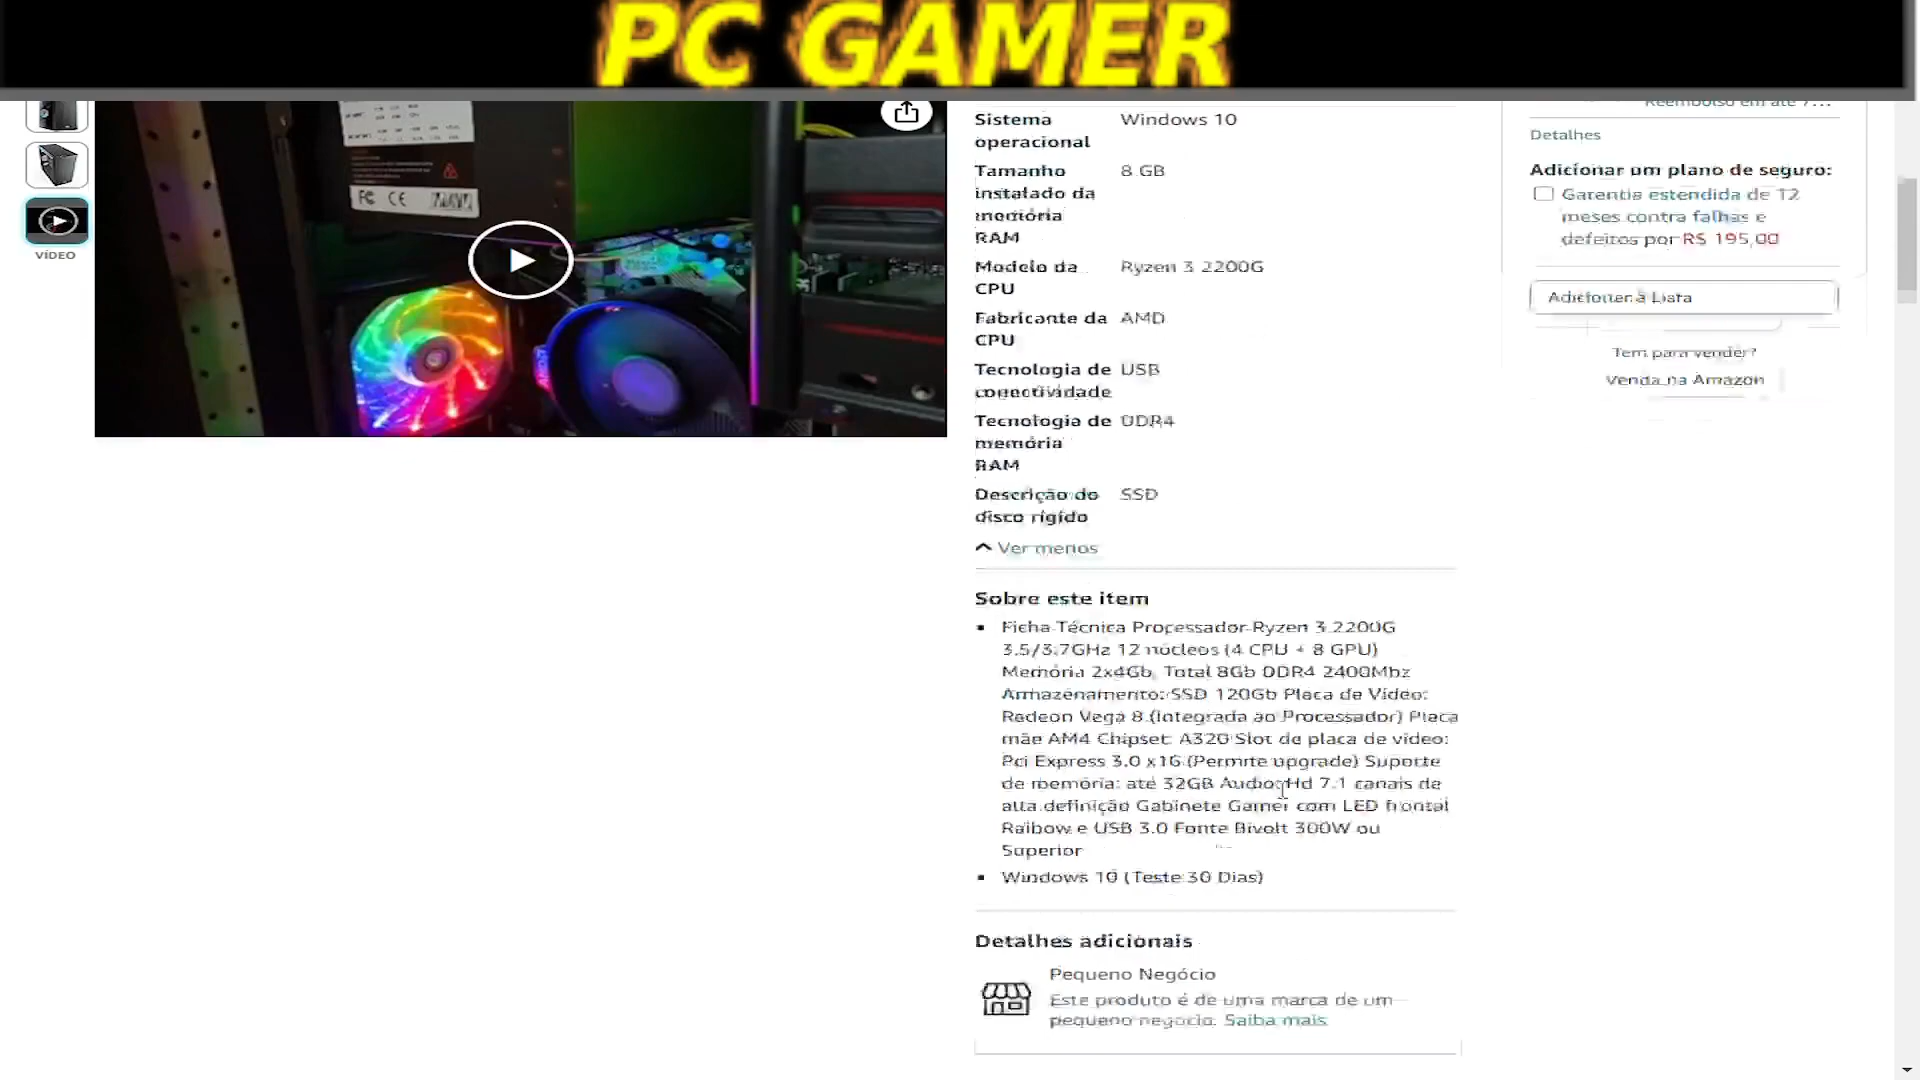 PC GAMER
Reembolso em até 7...
Detalhes
Adicionar um plano de seguro:
Garantia estendida de 12
meses contra falhas e
defeitos por R$ 195,00
Adicionar à Lista
Tem para vender?
Venda na Amazon
VÍDEO
FC CE
Sistema operacional Windows 10
Tamanho instalado da memória RAM 8 GB
Modelo da CPU Ryzen 3 2200G
Fabricante da CPU AMD
Tecnologia de conectividade USB
Tecnologia de memória RAM DDR4
Descrição do disco rígido SSD
Ver menos
Sobre este item
Ficha Técnica Processador Ryzen 3 2200G
3.5/3.7GHz 12 núcleos (4 CPU + 8 GPU)
Memória 2x4Gb, Total 8Gb DDR4 2400Mhz
Armazenamento: SSD 120Gb Placa de Vídeo:
Radeon Vega 8 (Integrada ao Processador) Placa
mãe AM4 Chipset: A320 Slot de placa de vídeo:
Pci Express 3.0 x16 (Permite upgrade) Suporte
de memória: até 32GB Audio: Hd 7.1 canais de
alta definição Gabinete Gamer com LED frontal
Raibow e USB 3.0 Fonte Bivolt 300W ou
Superior
Windows 10 (Teste 30 Dias)
Detalhes adicionais
Pequeno Negócio
Este produto é de uma marca de um
pequeno negócio. Saiba mais